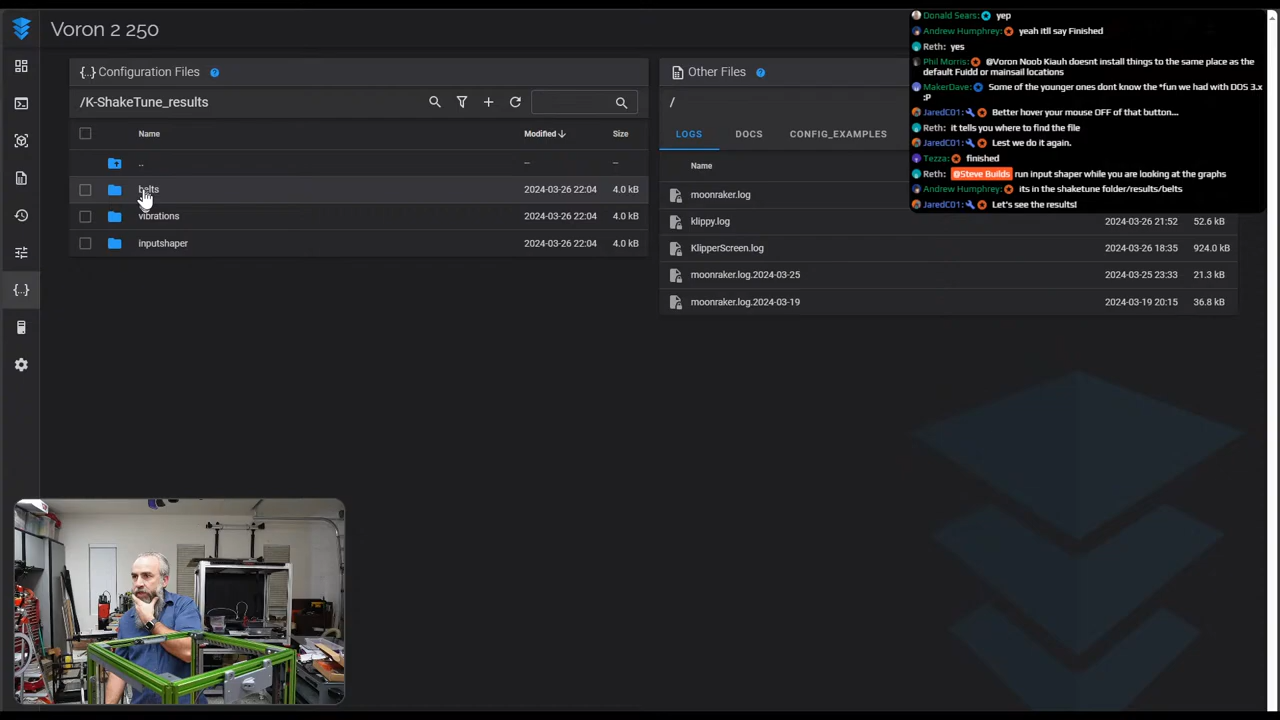 Voron 2 250
{..} Configuration Files
/K-ShakeTune_results
Name
Modified
Size
..
–
–
belts
2024-03-26 22:04
4.0 kB
vibrations
2024-03-26 22:04
4.0 kB
inputshaper
2024-03-26 22:04
4.0 kB
Other Files
/
LOGS
DOCS
CONFIG_EXAMPLES
Name
moonraker.log
klippy.log
2024-03-26 21:52
52.6 kB
KlipperScreen.log
2024-03-26 18:35
924.0 kB
moonraker.log.2024-03-25
2024-03-25 23:33
21.3 kB
moonraker.log.2024-03-19
2024-03-19 20:15
36.8 kB
Donald Sears: yep
Andrew Humphrey: yeah itll say Finished
Reth: yes
Phil Morris: @Voron Noob Kiauh doesnt install things to the same place as the
default Fuidd or mainsail locations
MakerDave: Some of the younger ones dont know the *fun we had with DOS 3.x
;P
JaredC01: Better hover your mouse OFF of that button...
Reth: it tells you where to find the file
JaredC01: Lest we do it again.
Tezza: finished
Reth: @Steve Builds run input shaper while you are looking at the graphs
Andrew Humphrey: its in the shaketune folder/results/belts
JaredC01: Let's see the results!